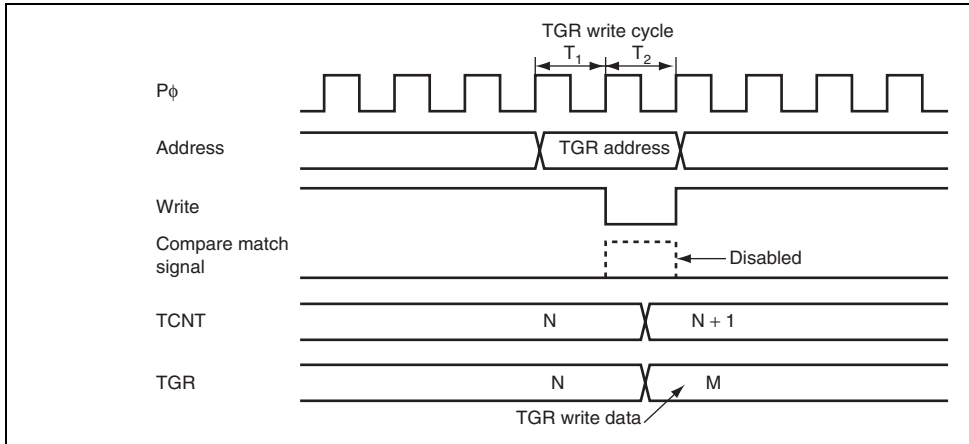 TGR write cycle
T1 T2
Pϕ
Address
TGR address
Write
Compare match
signal
Disabled
TCNT
N
N + 1
TGR
N
M
TGR write data